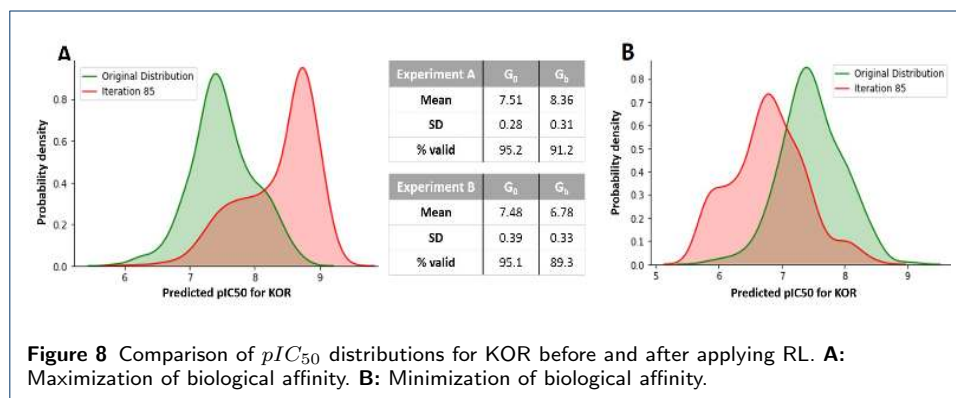 A
Original Distribution
Iteration 85
Probability density
0.8
0.6
0.4
0.2
0.0
6 7 8 9
Predicted pIC50 for KOR
Experiment A G0 Gb
Mean 7.51 8.36
SD 0.28 0.31
% valid 95.2 91.2
Experiment B G0 Gb
Mean 7.48 6.78
SD 0.39 0.33
% valid 95.1 89.3
B
Original Distribution
Iteration 85
Probability density
0.8
0.7
0.6
0.5
0.4
0.3
0.2
0.1
0.0
5 6 7 8 9
Predicted pIC50 for KOR
Figure 8 Comparison of pIC50 distributions for KOR before and after applying RL. A:
Maximization of biological affinity. B: Minimization of biological affinity.